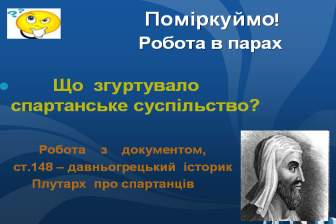 Поміркуймо!
Робота в парах
Що згуртувало
спартанське суспільство?
Робота з документом,
ст.148 – давньогрецький історик
Плутарх про спартанців